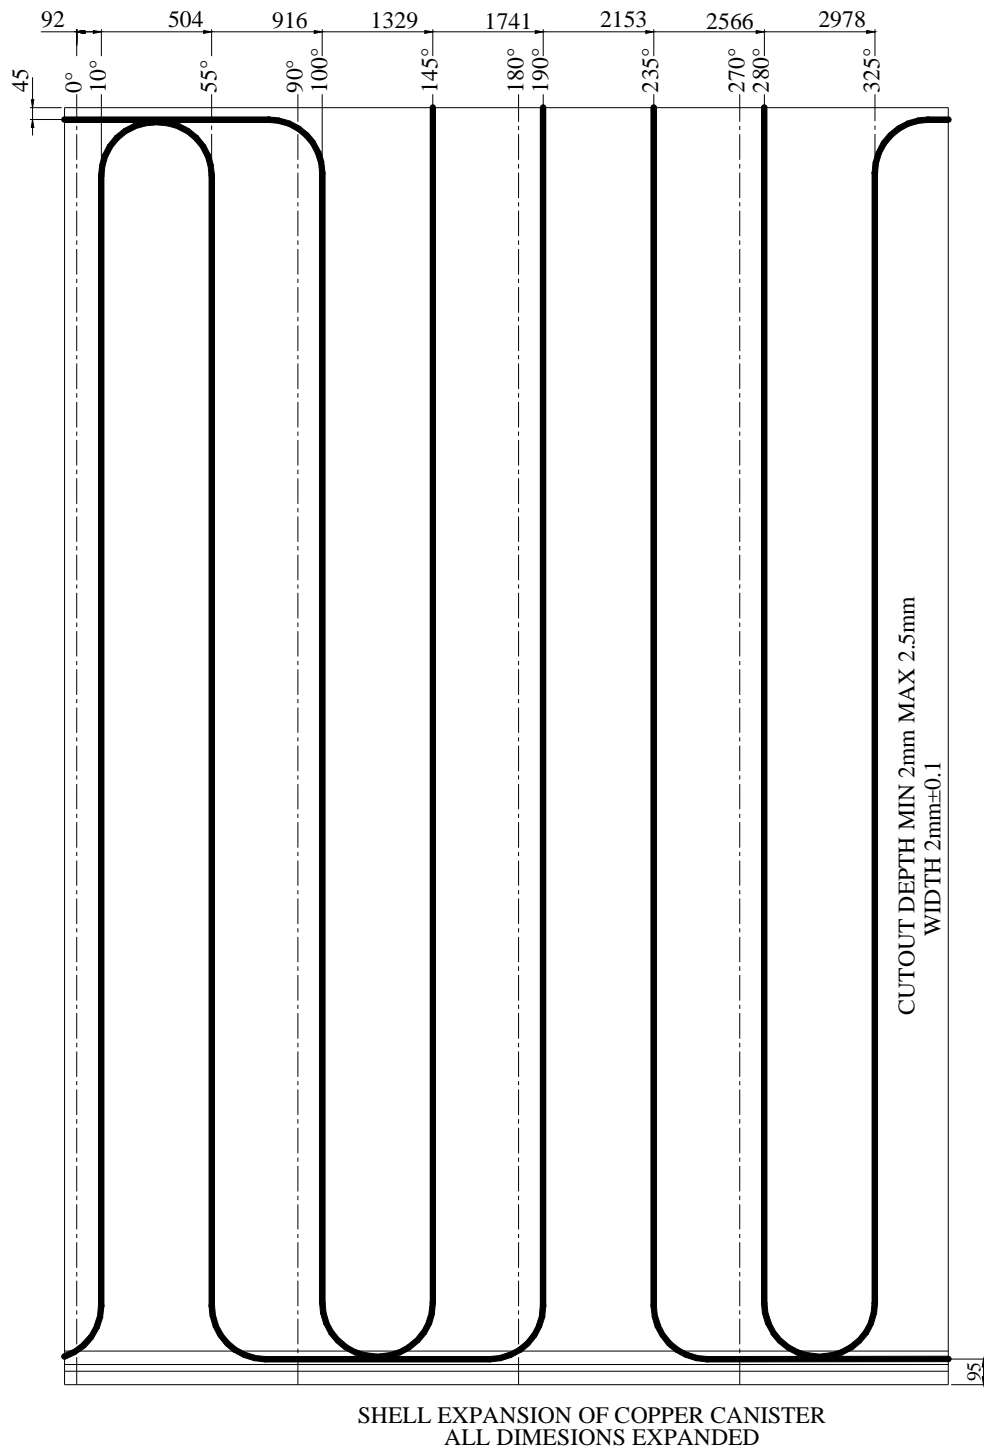 92 504 916 1329 1741 2153 2566 2978
45
0° 10° 55° 90° 100° 145° 180° 190° 235° 270° 280° 325°
CUTOUT DEPTH MIN 2mm MAX 2.5mm
WIDTH 2mm±0.1
95
SHELL EXPANSION OF COPPER CANISTER
ALL DIMESIONS EXPANDED